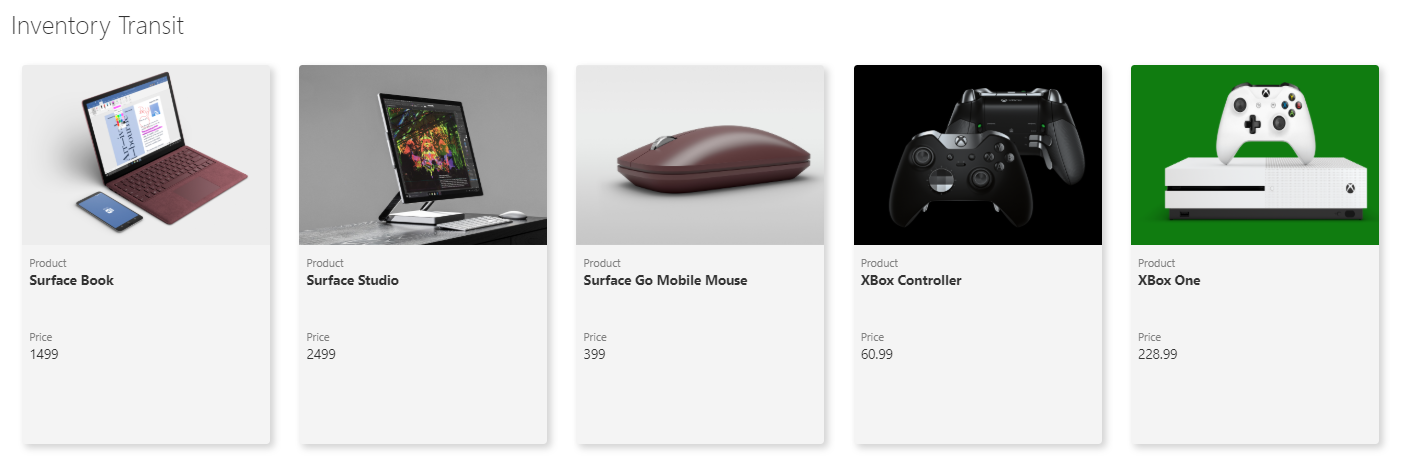 Inventory Transit
Product
Surface Book
Price
1499
Product
Surface Studio
Price
2499
Product
Surface Go Mobile Mouse
Price
399
Product
XBox Controller
Price
60.99
Product
XBox One
Price
228.99